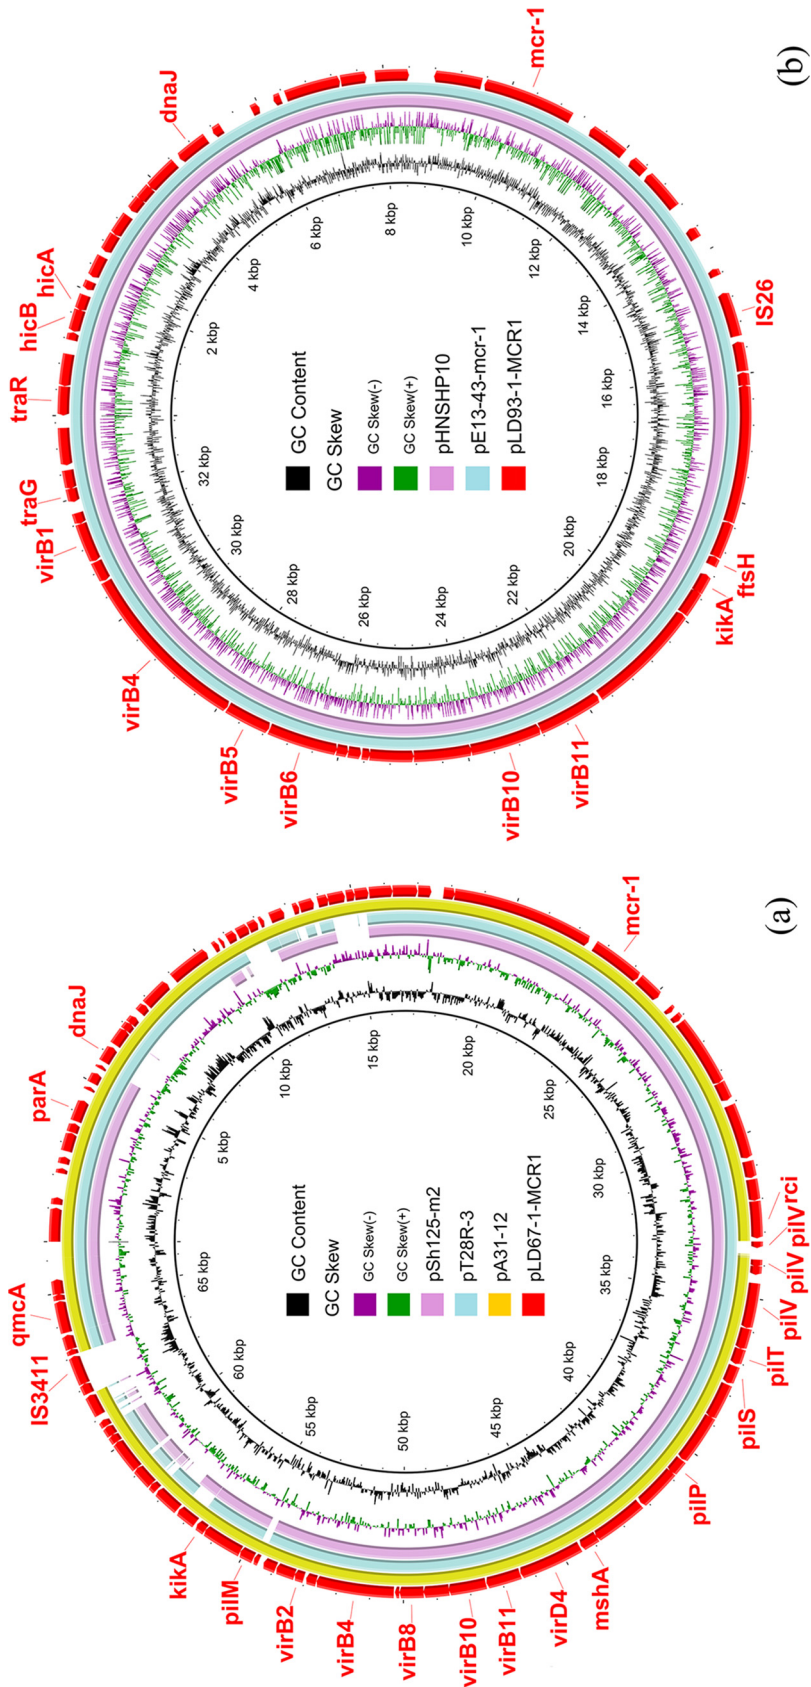 qmcA
IS3411
parA
dnaJ
kikA
pilM
virB2
virB4
virB8
virB10
virB11
virD4
mshA
pilP
pilS
pilT
pilV
pilV
pilV
rci
mcr-1
5 kbp
10 kbp
15 kbp
20 kbp
25 kbp
30 kbp
35 kbp
40 kbp
45 kbp
50 kbp
55 kbp
60 kbp
65 kbp
GC Content
GC Skew
GC Skew(-)
GC Skew(+)
pSh125-m2
pT28R-3
pA31-12
pLD67-1-MCR1
(a)
traR
hicB
hicA
dnaJ
traG
virB1
virB4
virB5
virB6
virB10
virB11
kikA
ftsH
IS26
mcr-1
2 kbp
4 kbp
6 kbp
8 kbp
10 kbp
12 kbp
14 kbp
16 kbp
18 kbp
20 kbp
22 kbp
24 kbp
26 kbp
28 kbp
30 kbp
32 kbp
GC Content
GC Skew
GC Skew(-)
GC Skew(+)
pHNSHP10
pE13-43-mcr-1
pLD93-1-MCR1
(b)